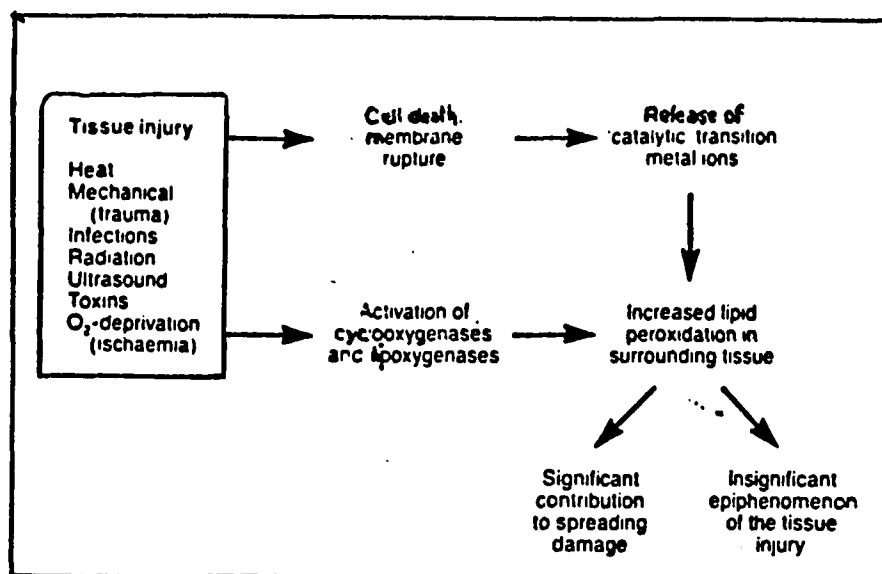 Tissue injury
Heat
Mechanical
(trauma)
Infections
Radiation
Ultrasound
Toxins
O₂-deprivation
(ischaemia)
Cell death.
membrane
rupture
Release of
catalytic transition
metal ions
Activation of
cyclooxygenases
and lipoxygenases
Increased lipid
peroxidation in
surrounding tissue
Significant
contribution
to spreading
damage
Insignificant
epiphenomenon
of the tissue
injury